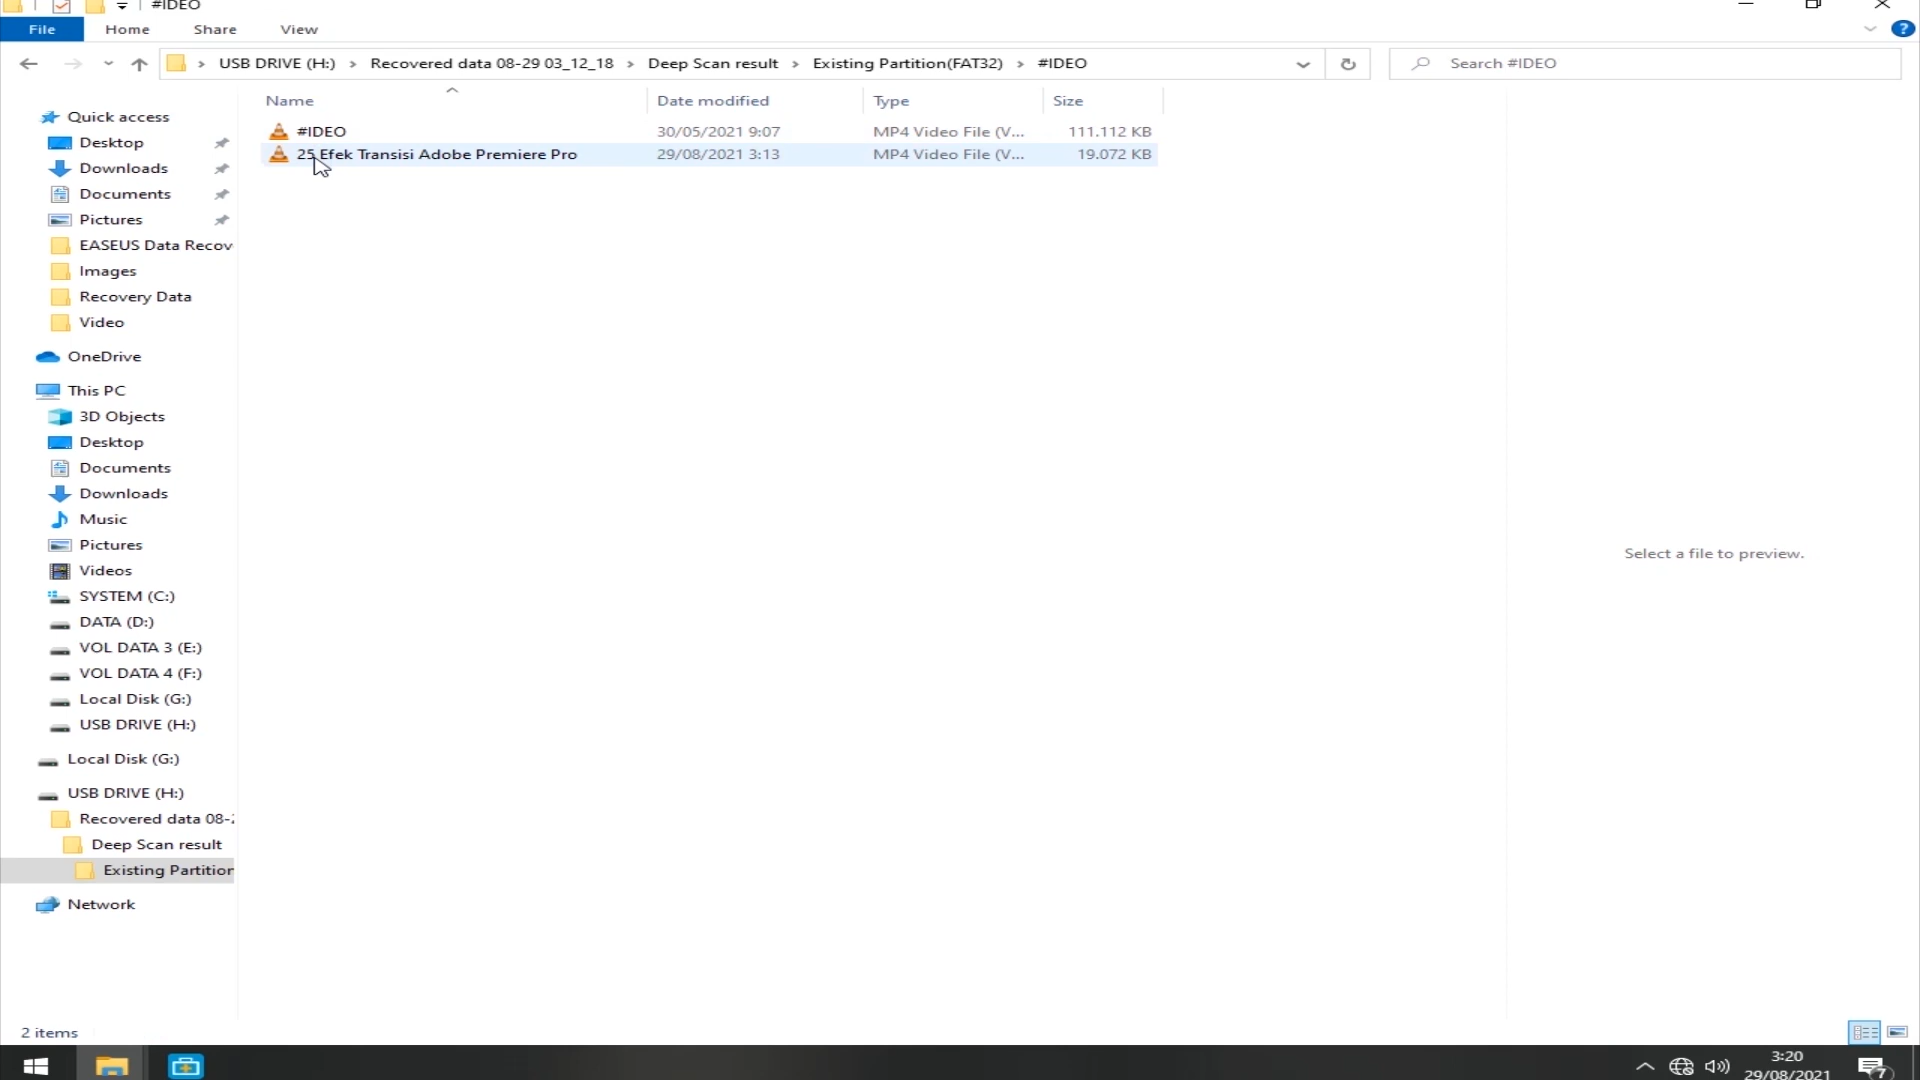 #IDEO
File Home Share View
USB DRIVE (H:) Recovered data 08-29 03_12_18 Deep Scan result Existing Partition(FAT32) #IDEO Search #IDEO
Name Date modified Type Size
#IDEO 30/05/2021 9:07 MP4 Video File (V... 111.112 KB
25 Efek Transisi Adobe Premiere Pro 29/08/2021 3:13 MP4 Video File (V... 19.072 KB
Quick access
Desktop
Downloads
Documents
Pictures
EASEUS Data Recov
Images
Recovery Data
Video
OneDrive
This PC
3D Objects
Desktop
Documents
Downloads
Music
Pictures
Videos
SYSTEM (C:)
DATA (D:)
VOL DATA 3 (E:)
VOL DATA 4 (F:)
Local Disk (G:)
USB DRIVE (H:)
Local Disk (G:)
USB DRIVE (H:)
Recovered data 08-2
Deep Scan result
Existing Partition
Network
Select a file to preview.
2 items
3:20
29/08/2021
7